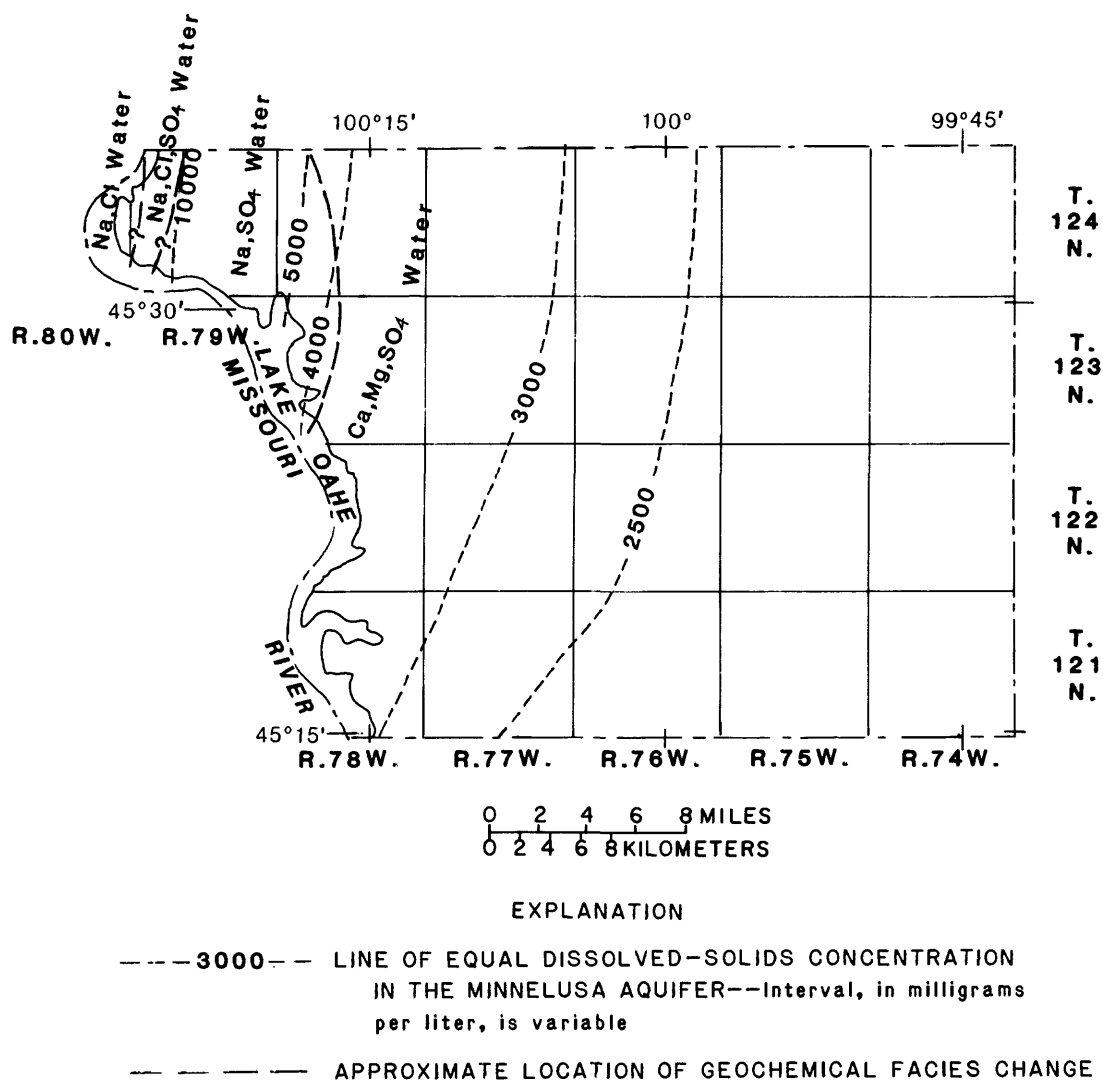 Na,Cl Water
Na,Cl,SO4 Water
Na,SO4 Water
100°15'
100°
99°45'
10000
5000
4000
Ca,Mg,SO4 Water
3000
2500
?
?
T.
124
N.
45°30'
R.80W.
R.79W.
LAKE
OAHE
MISSOURI
RIVER
T.
123
N.
T.
122
N.
T.
121
N.
45°15'
R.78W.
R.77W.
R.76W.
R.75W.
R.74W.
0 2 4 6 8 MILES
0 2 4 6 8 KILOMETERS
EXPLANATION
3000 LINE OF EQUAL DISSOLVED-SOLIDS CONCENTRATION
IN THE MINNELUSA AQUIFER--Interval, in milligrams
per liter, is variable
APPROXIMATE LOCATION OF GEOCHEMICAL FACIES CHANGE